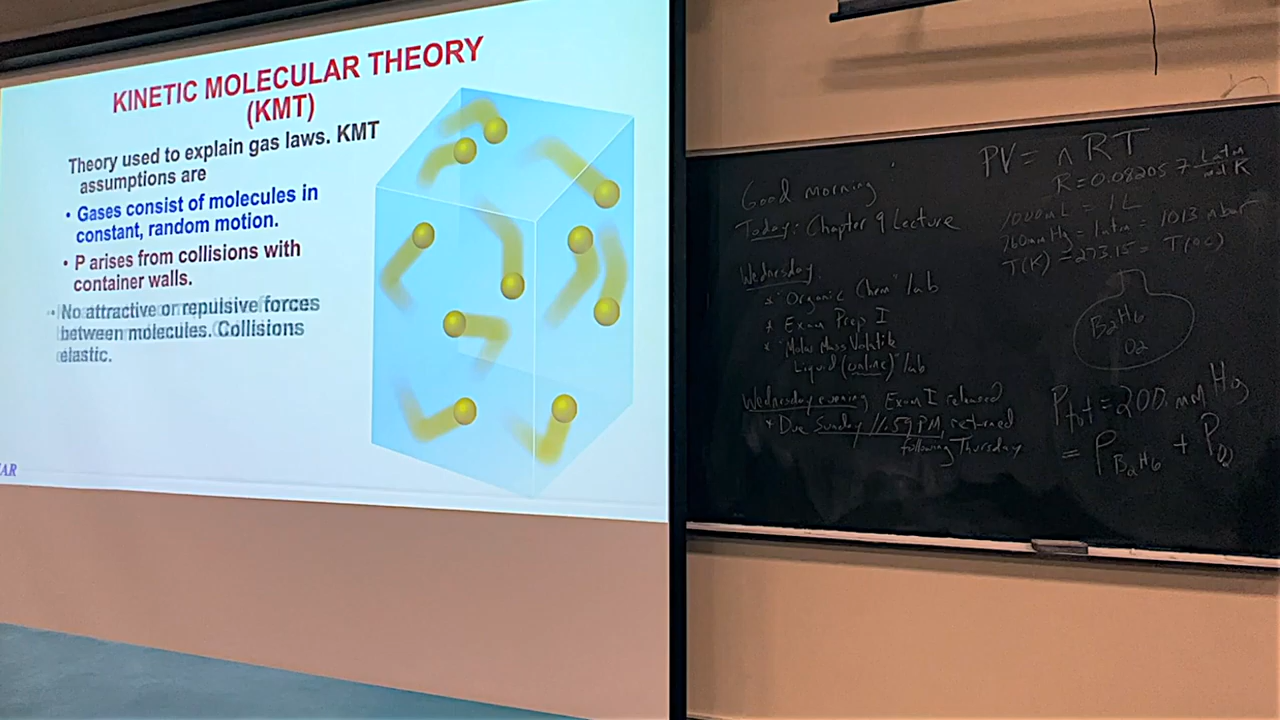 KINETIC MOLECULAR THEORY
(KMT)
Theory used to explain gas laws. KMT
assumptions are
• Gases consist of molecules in
constant, random motion.
• P arises from collisions with
container walls.
• No attractive or repulsive forces
between molecules. Collisions
elastic.
Good morning
Today: Chapter 9 Lecture
Wednesday
* "Organic Chem" lab
* Exam Prep I
* "Molar Mass Volatile
Liquid (online)" lab
Wednesday evening Exam I released
* Due Sunday 11:59 PM, returned
following Thursday
PV = nRT
R = 0.082057 L atm
mol K
1000 mL = 1 L
760 mm Hg = 1 atm = 1013 mbar
T(K) = 273.15 = T(°C)
B2H6
O2
Ptot = 200. mm Hg
= PB2H6 + PO2